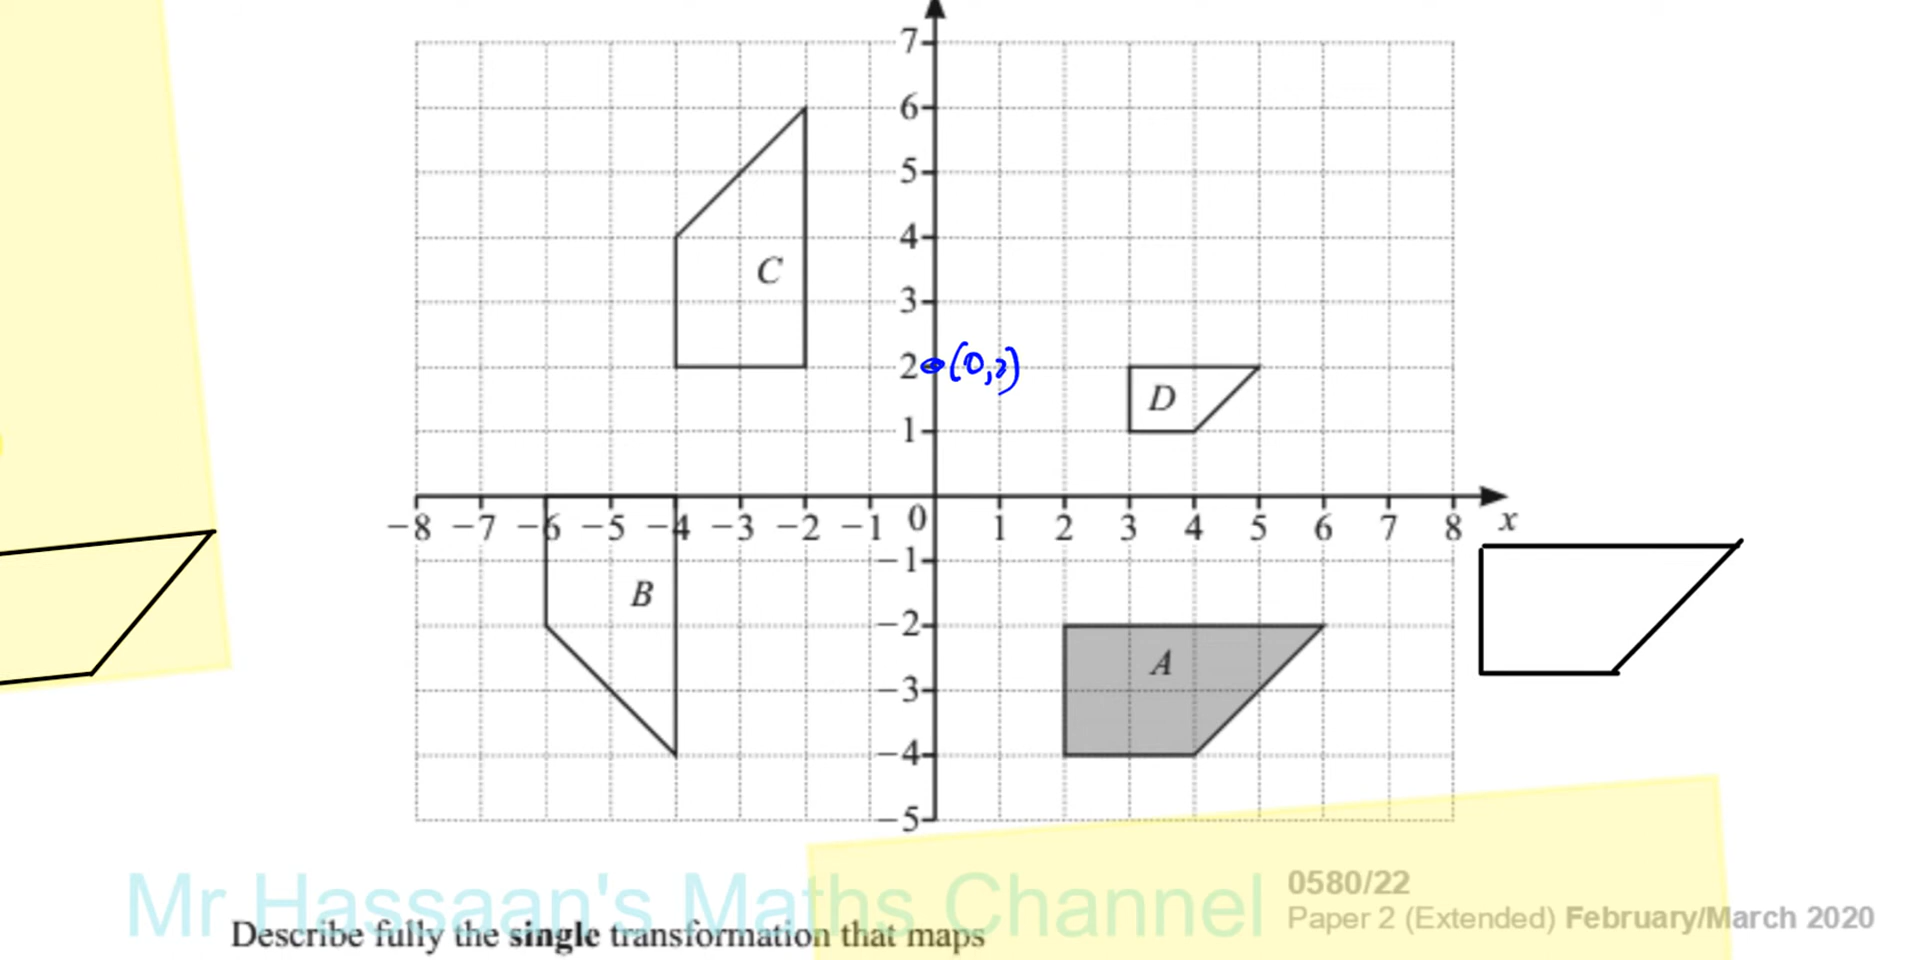 7
6
5
4
C
3
2 (0,2)
D
1
−8 −7 −6 −5 −4 −3 −2 −1 0 1 2 3 4 5 6 7 8 x
−1
B
−2
A
−3
−4
−5
Mr Hassaan's Maths Channel
0580/22
Paper 2 (Extended) February/March 2020
Describe fully the single transformation that maps